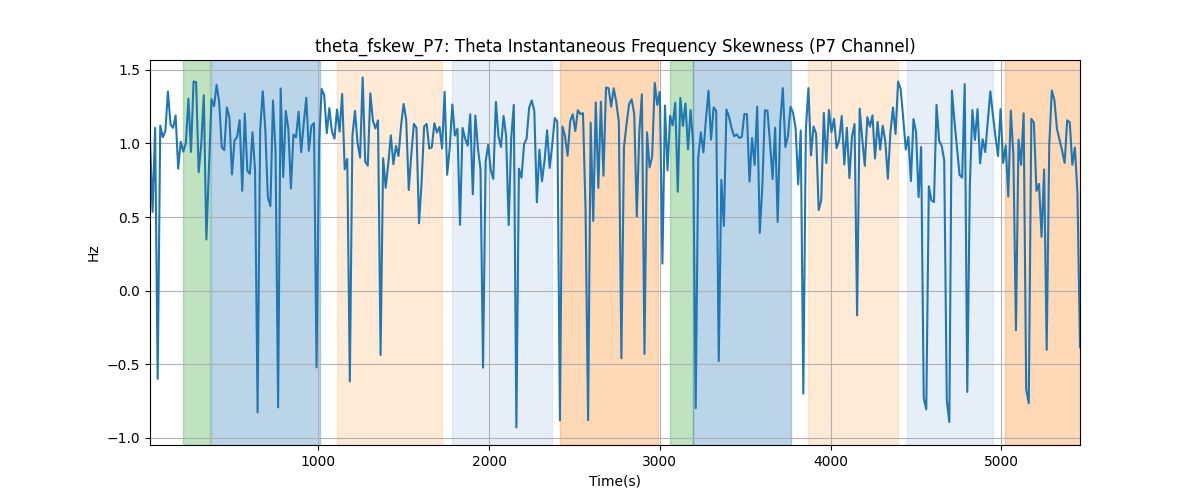 theta_fskew_P7: Theta Instantaneous Frequency Skewness (P7 Channel)
1.5
1.0
0.5
0.0
−0.5
−1.0
Hz
1000 2000 3000 4000 5000
Time(s)